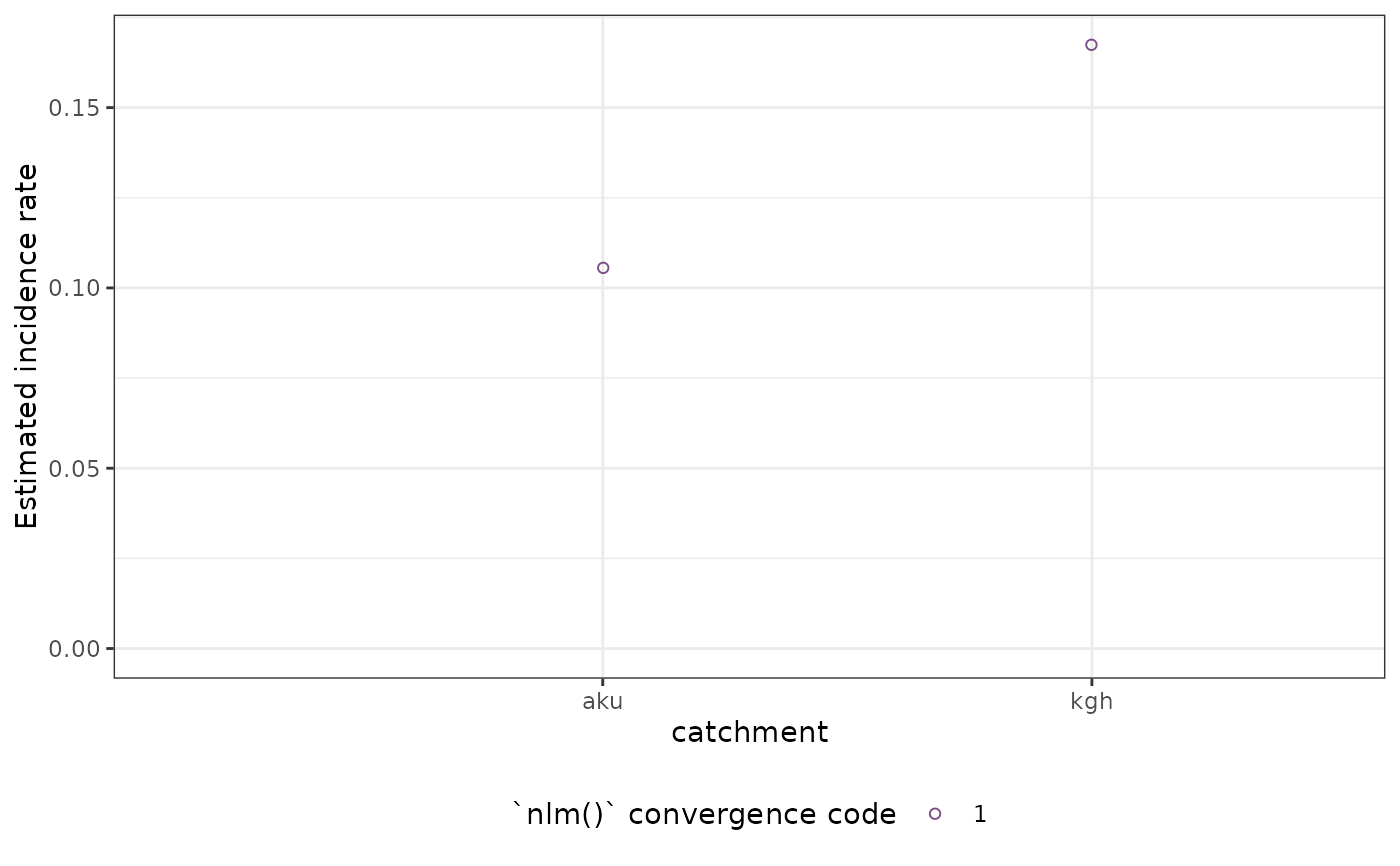 Estimated incidence rate
0.15
0.10
0.05
0.00
aku kgh
catchment
`nlm()` convergence code 1